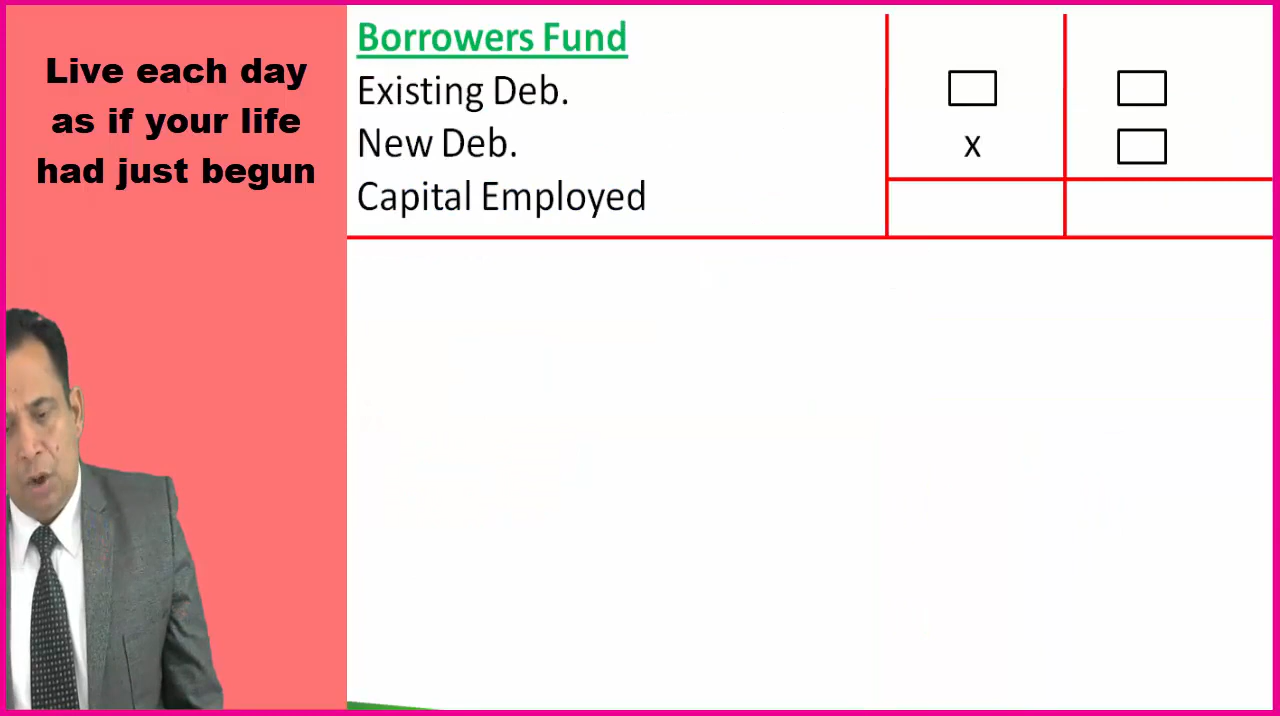 Live each day
as if your life
had just begun
Borrowers Fund
Existing Deb.
New Deb. x
Capital Employed